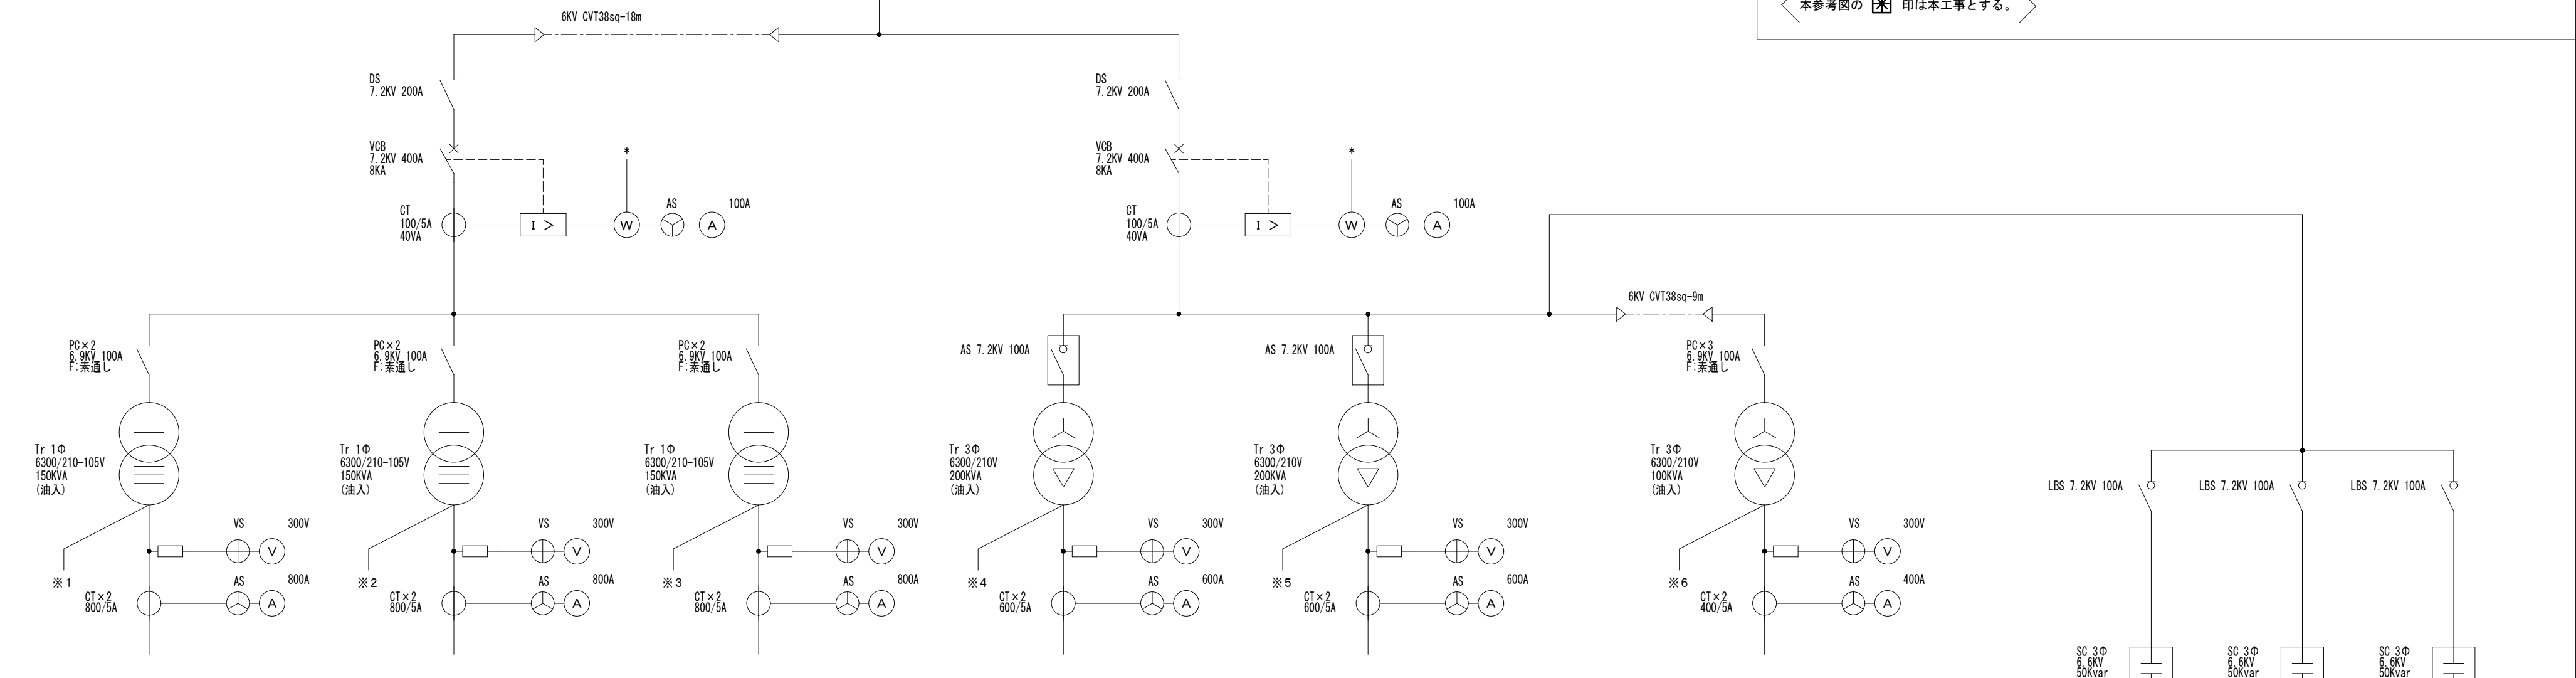 6KV CVT38sq-18m
本参考図の ※ 印は本工事とする。
DS
7.2KV 200A
DS
7.2KV 200A
VCB
7.2KV 400A
8KA
*
VCB
7.2KV 400A
8KA
*
CT
100/5A
40VA
I >
W
AS
A
100A
CT
100/5A
40VA
I >
W
AS
A
100A
6KV CVT38sq-9m
PC×2
6.9KV 100A
F:素通し
PC×2
6.9KV 100A
F:素通し
PC×2
6.9KV 100A
F:素通し
AS 7.2KV 100A
AS 7.2KV 100A
PC×3
6.9KV 100A
F:素通し
Tr 1Φ
6300/210-105V
150KVA
(油入)
Tr 1Φ
6300/210-105V
150KVA
(油入)
Tr 1Φ
6300/210-105V
150KVA
(油入)
Tr 3Φ
6300/210V
200KVA
(油入)
Tr 3Φ
6300/210V
200KVA
(油入)
Tr 3Φ
6300/210V
100KVA
(油入)
LBS 7.2KV 100A
LBS 7.2KV 100A
LBS 7.2KV 100A
VS
300V
V
VS
300V
V
VS
300V
V
VS
300V
V
VS
300V
V
VS
300V
V
※1
※2
※3
※4
※5
※6
CT×2
800/5A
AS
800A
A
CT×2
800/5A
AS
800A
A
CT×2
800/5A
AS
800A
A
CT×2
600/5A
AS
600A
A
CT×2
600/5A
AS
600A
A
CT×2
400/5A
AS
400A
A
SC 3Φ
6.6KV
50Kvar
SC 3Φ
6.6KV
50Kvar
SC 3Φ
6.6KV
50Kvar